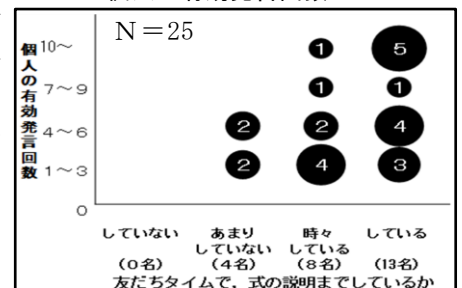 N＝25
個人の有効発言回数
10～ 1 5
7～9 1 1
4～6 2 2 4
1～3 2 4 3
0
していない あまり 時々 している
していない している
(0名) (4名) (8名) (13名)
友だちタイムで，式の説明までしているか